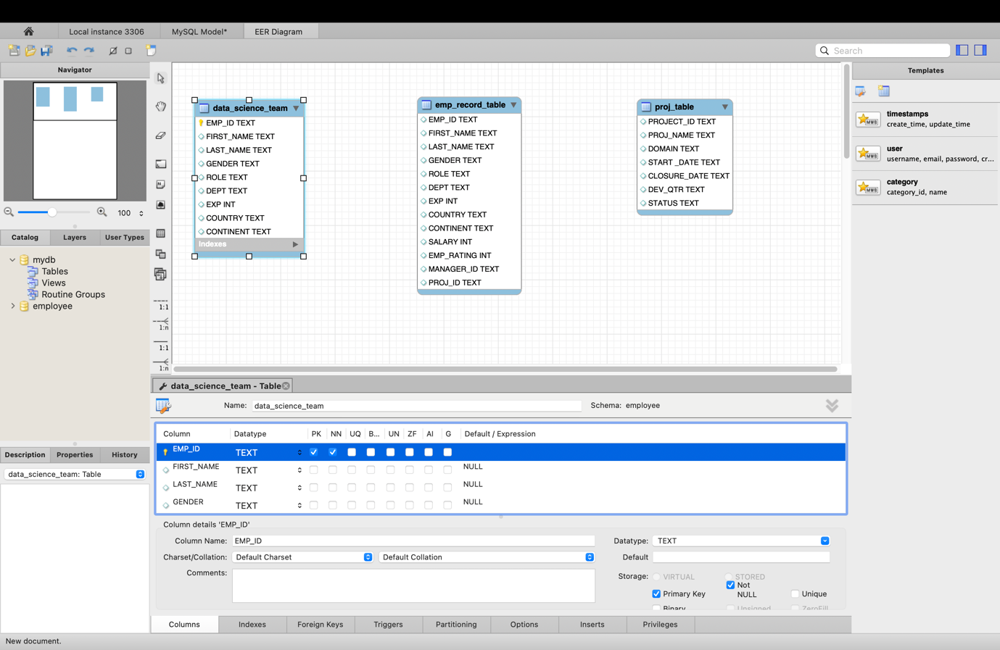 Local instance 3306
MySQL Model*
EER Diagram
Search
Navigator
100
Catalog
Layers
User Types
mydb
Tables
Views
Routine Groups
employee
Description
Properties
History
data_science_team: Table
1:1
1:n
1:1
1:n
data_science_team
EMP_ID TEXT
FIRST_NAME TEXT
LAST_NAME TEXT
GENDER TEXT
ROLE TEXT
DEPT TEXT
EXP INT
COUNTRY TEXT
CONTINENT TEXT
Indexes
emp_record_table
EMP_ID TEXT
FIRST_NAME TEXT
LAST_NAME TEXT
GENDER TEXT
ROLE TEXT
DEPT TEXT
EXP INT
COUNTRY TEXT
CONTINENT TEXT
SALARY INT
EMP_RATING INT
MANAGER_ID TEXT
PROJ_ID TEXT
proj_table
PROJECT_ID TEXT
PROJ_NAME TEXT
DOMAIN TEXT
START _DATE TEXT
CLOSURE_DATE TEXT
DEV_QTR TEXT
STATUS TEXT
Templates
MWB
timestamps
create_time, update_time
MWB
user
username, email, password, cr...
MWB
category
category_id, name
data_science_team - Table
Name: data_science_team Schema: employee
Column Datatype PK NN UQ B... UN ZF AI G Default / Expression
EMP_ID TEXT
FIRST_NAME TEXT NULL
LAST_NAME TEXT NULL
GENDER TEXT NULL
Column details 'EMP_ID'
Column Name: EMP_ID Datatype: TEXT
Charset/Collation: Default Charset Default Collation Default
Comments:
Storage: VIRTUAL STORED
Primary Key Not NULL Unique
Binary Unsigned ZeroFill
Columns Indexes Foreign Keys Triggers Partitioning Options Inserts Privileges
New document.